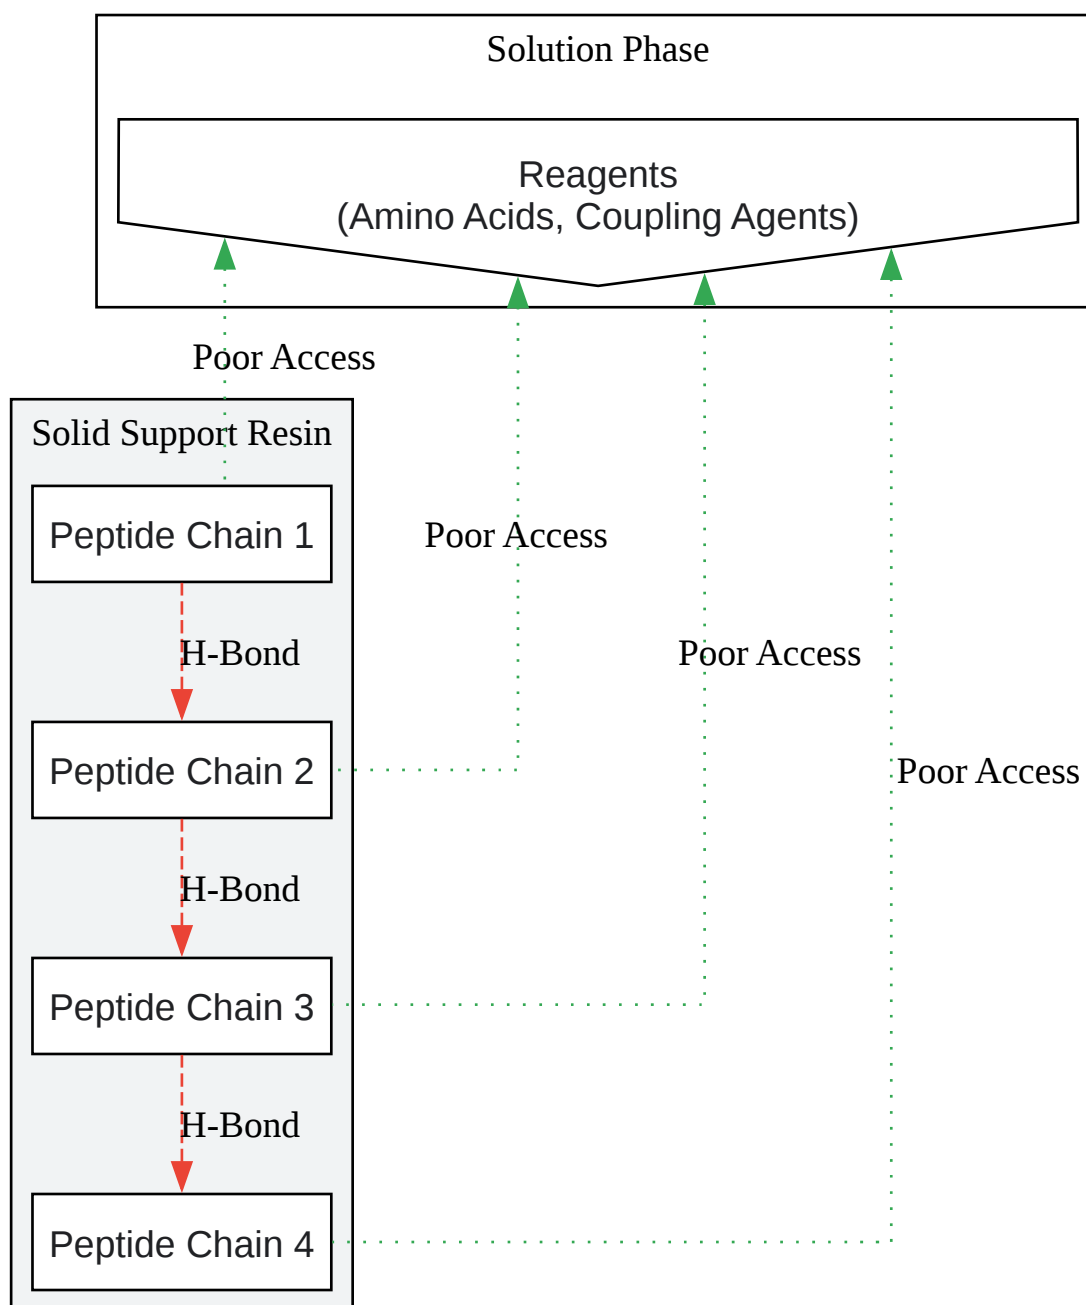 Solution Phase
Reagents
(Amino Acids, Coupling Agents)
Poor Access
Solid Support Resin
Peptide Chain 1
Poor Access
H-Bond
Poor Access
Peptide Chain 2
Poor Access
H-Bond
Peptide Chain 3
H-Bond
Peptide Chain 4